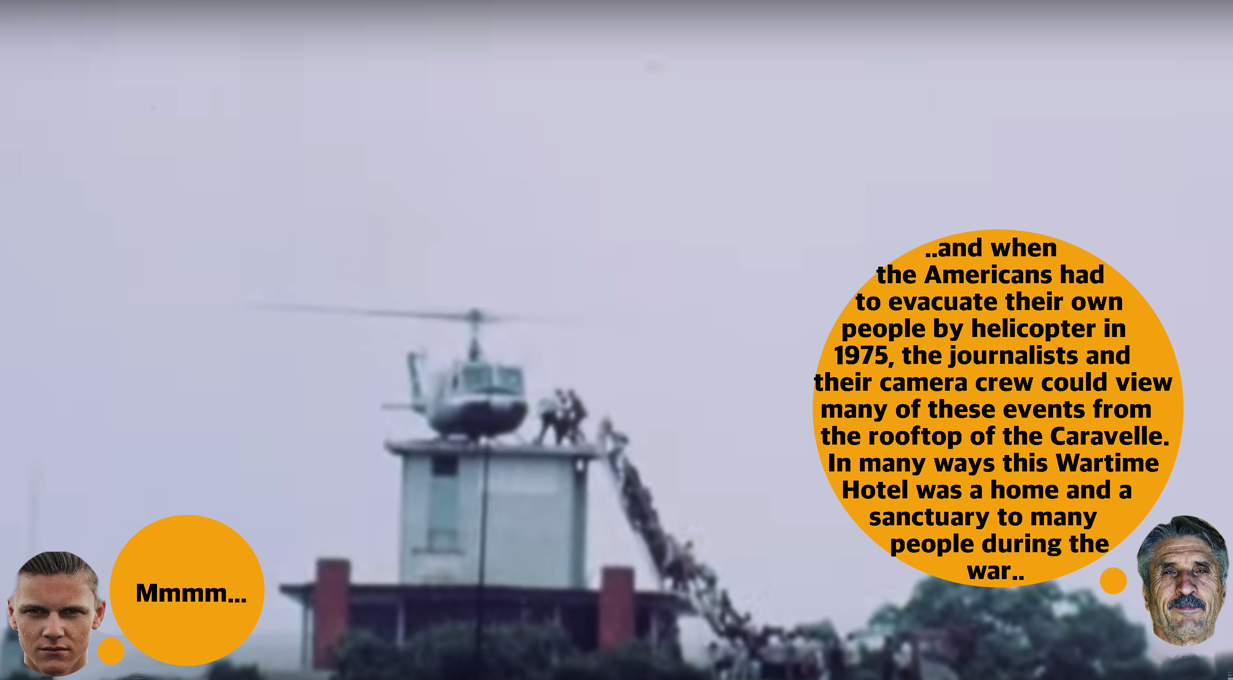 ..and when
the Americans had
to evacuate their own
people by helicopter in
1975, the journalists and
their camera crew could view
many of these events from
the rooftop of the Caravelle.
In many ways this Wartime
Hotel was a home and a
sanctuary to many
people during the
war..
Mmmm...